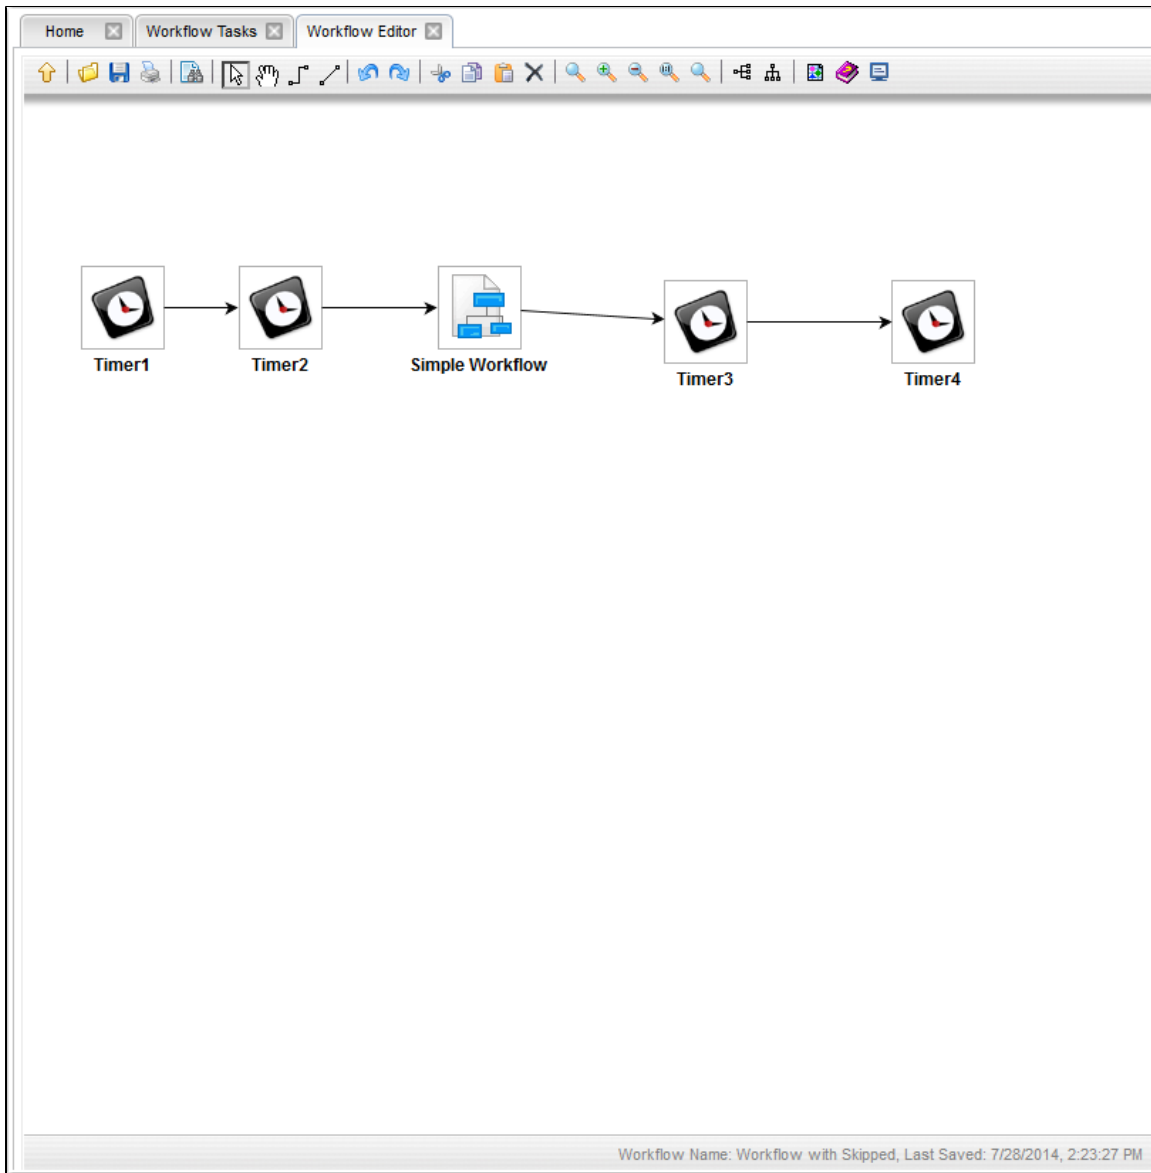 Home
Workflow Tasks
Workflow Editor
Timer1
Timer2
Simple Workflow
Timer3
Timer4
Workflow Name: Workflow with Skipped, Last Saved: 7/28/2014, 2:23:27 PM